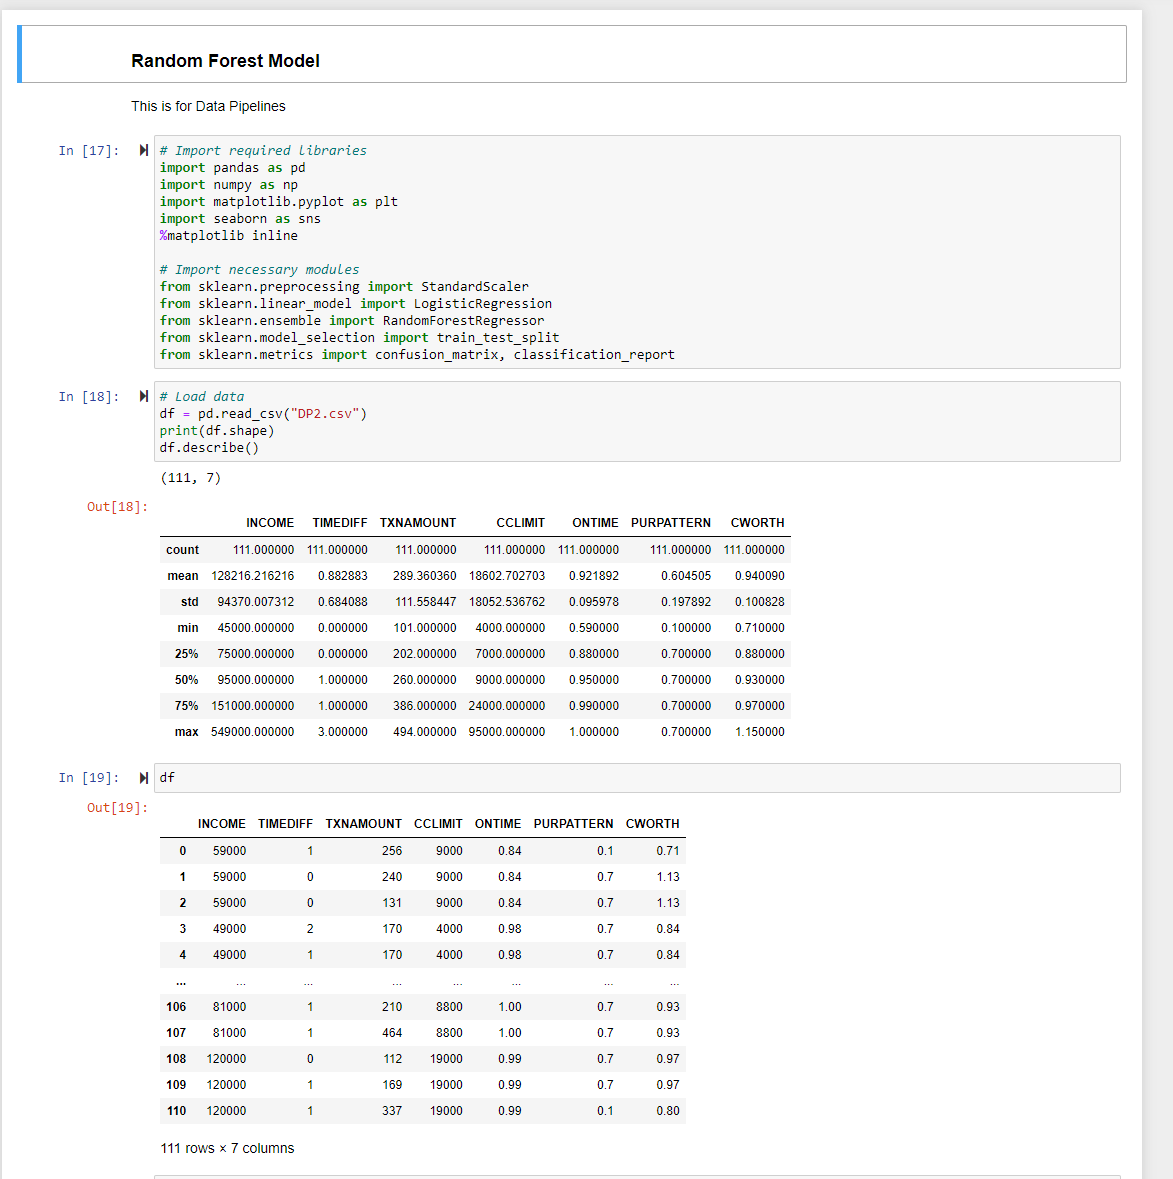 Random Forest Model
This is for Data Pipelines
In [17]:
# Import required libraries
import pandas as pd
import numpy as np
import matplotlib.pyplot as plt
import seaborn as sns
%matplotlib inline
# Import necessary modules
from sklearn.preprocessing import StandardScaler
from sklearn.linear_model import LogisticRegression
from sklearn.ensemble import RandomForestRegressor
from sklearn.model_selection import train_test_split
from sklearn.metrics import confusion_matrix, classification_report
In [18]:
# Load data
df = pd.read_csv("DP2.csv")
print(df.shape)
df.describe()
(111, 7)
Out[18]:
INCOME TIMEDIFF TXNAMOUNT CCLIMIT ONTIME PURPATTERN CWORTH
count 111.000000 111.000000 111.000000 111.000000 111.000000 111.000000 111.000000
mean 128216.216216 0.882883 289.360360 18602.702703 0.921892 0.604505 0.940090
std 94370.007312 0.684088 111.558447 18052.536762 0.095978 0.197892 0.100828
min 45000.000000 0.000000 101.000000 4000.000000 0.590000 0.100000 0.710000
25% 75000.000000 0.000000 202.000000 7000.000000 0.880000 0.700000 0.880000
50% 95000.000000 1.000000 260.000000 9000.000000 0.950000 0.700000 0.930000
75% 151000.000000 1.000000 386.000000 24000.000000 0.990000 0.700000 0.970000
max 549000.000000 3.000000 494.000000 95000.000000 1.000000 0.700000 1.150000
In [19]:
df
Out[19]:
INCOME TIMEDIFF TXNAMOUNT CCLIMIT ONTIME PURPATTERN CWORTH
0 59000 1 256 9000 0.84 0.1 0.71
1 59000 0 240 9000 0.84 0.7 1.13
2 59000 0 131 9000 0.84 0.7 1.13
3 49000 2 170 4000 0.98 0.7 0.84
4 49000 1 170 4000 0.98 0.7 0.84
... ... ... ... ... ... ... ...
106 81000 1 210 8800 1.00 0.7 0.93
107 81000 1 464 8800 1.00 0.7 0.93
108 120000 0 112 19000 0.99 0.7 0.97
109 120000 1 169 19000 0.99 0.7 0.97
110 120000 1 337 19000 0.99 0.1 0.80
111 rows × 7 columns